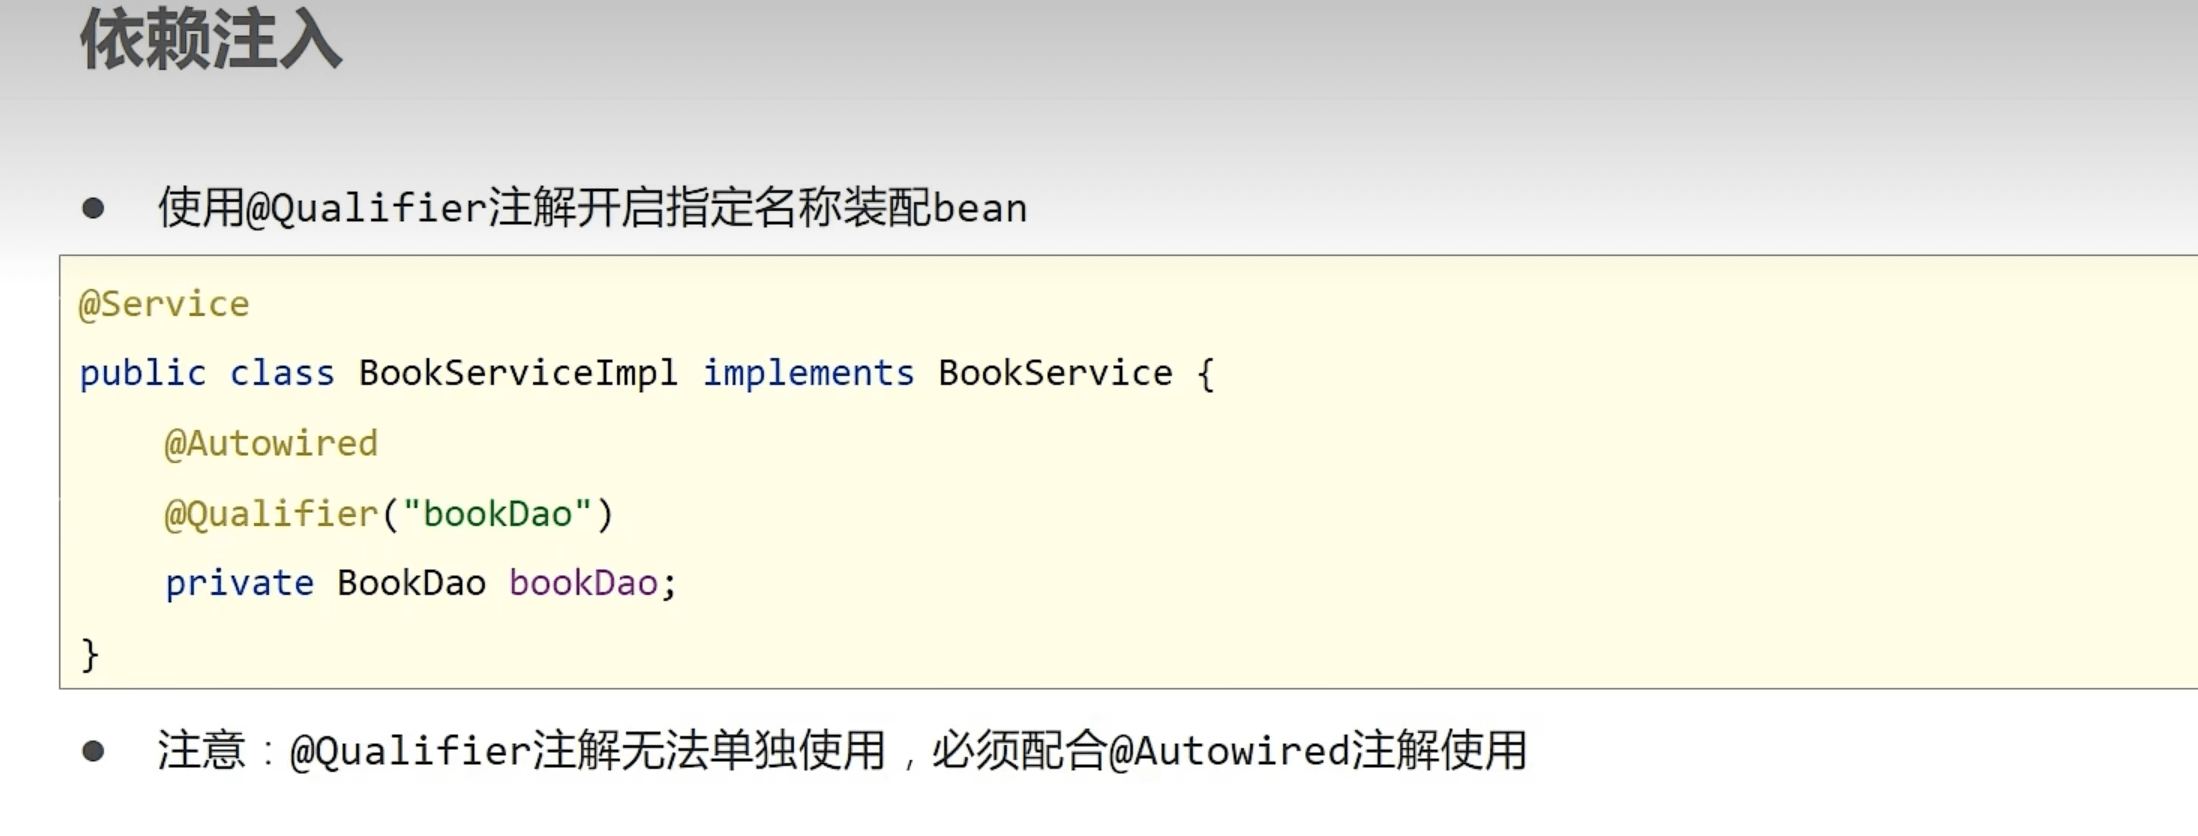 依赖注入
● 使用@Qualifier注解开启指定名称装配bean
@Service
public class BookServiceImpl implements BookService {
    @Autowired
    @Qualifier("bookDao")
    private BookDao bookDao;
}
● 注意：@Qualifier注解无法单独使用，必须配合@Autowired注解使用